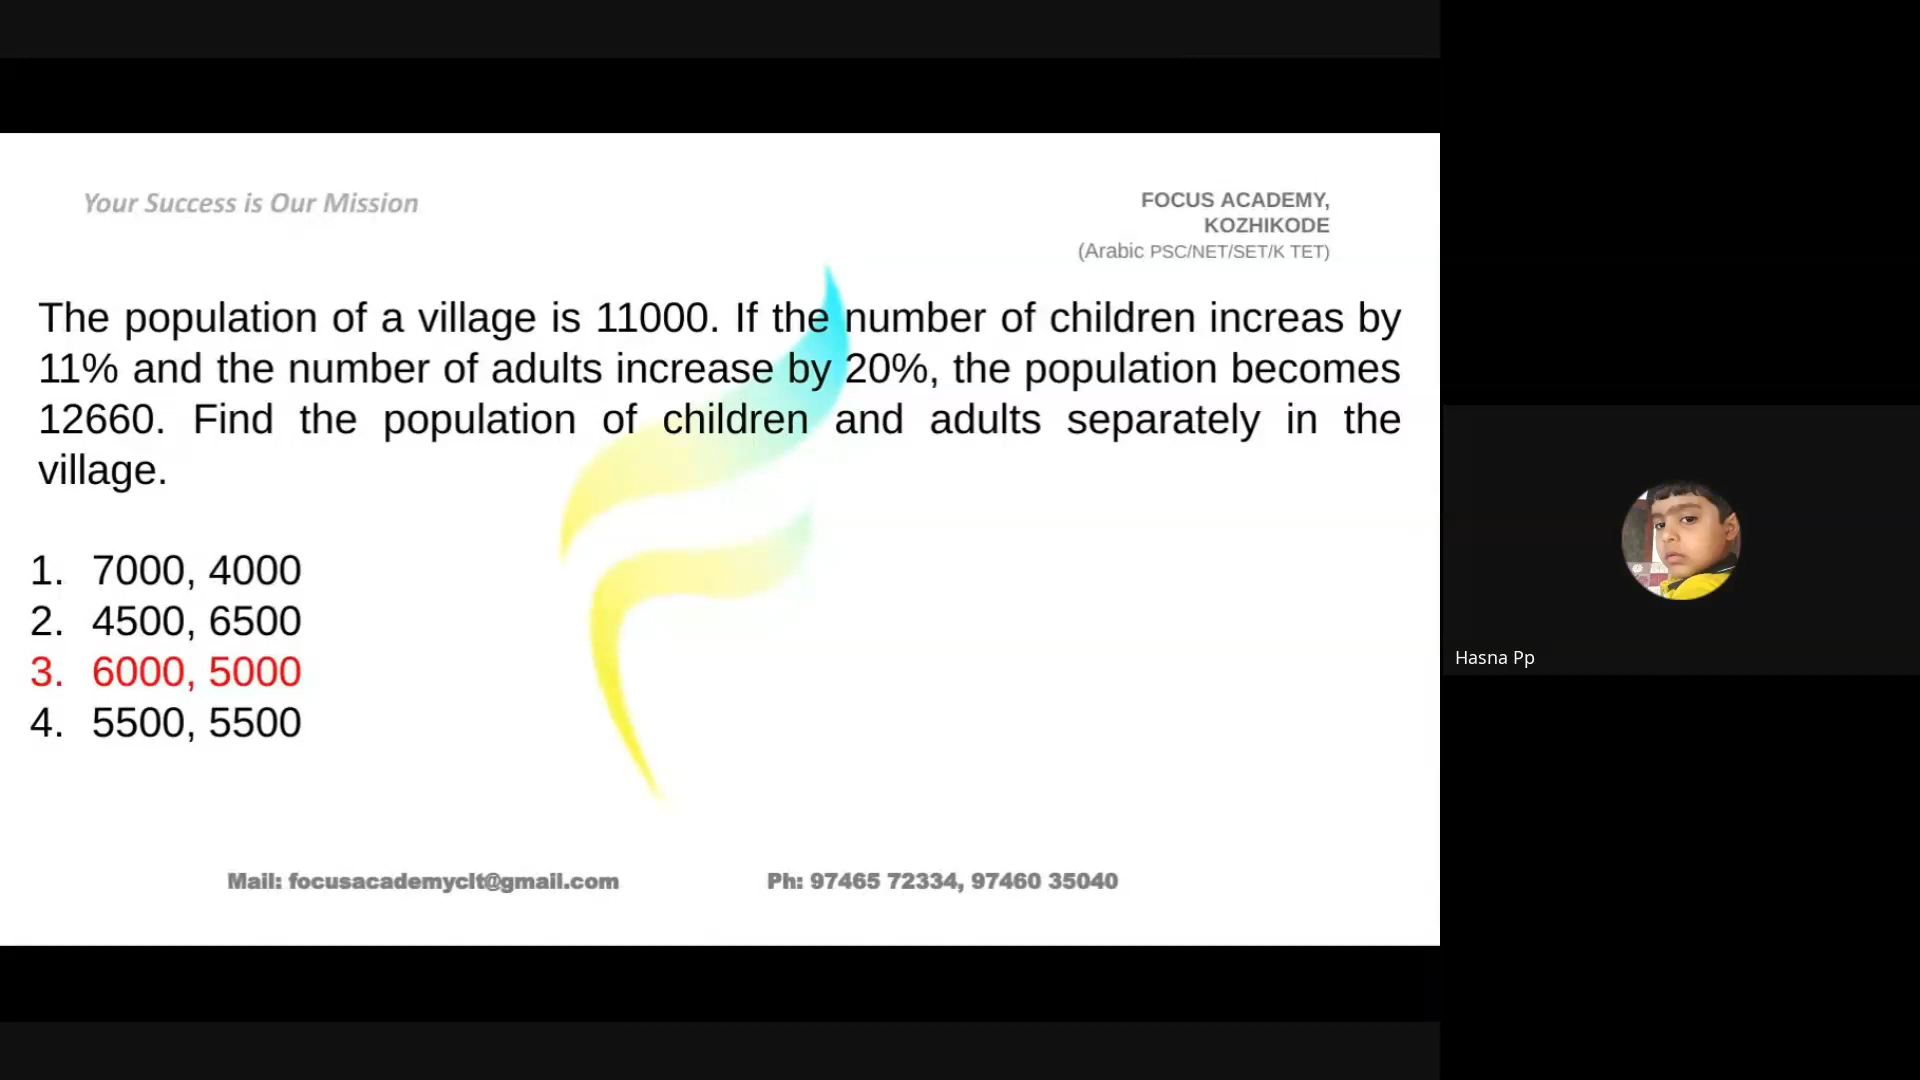 Your Success is Our Mission
FOCUS ACADEMY,
KOZHIKODE
(Arabic PSC/NET/SET/K TET)
The population of a village is 11000. If the number of children increas by
11% and the number of adults increase by 20%, the population becomes
12660. Find the population of children and adults separately in the
village.
1. 7000, 4000
2. 4500, 6500
3. 6000, 5000
4. 5500, 5500
Hasna Pp
Mail: focusacademyclt@gmail.com
Ph: 97465 72334, 97460 35040